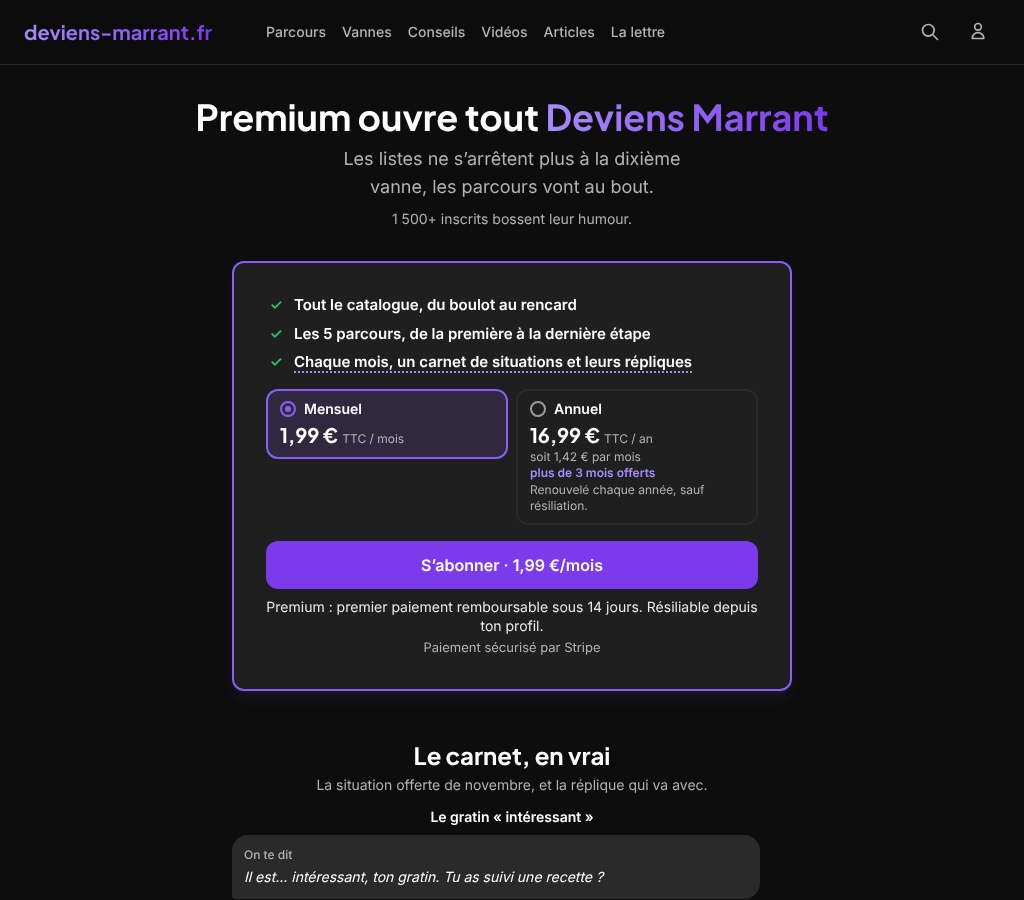 deviens-marrant.fr
Parcours Vannes Conseils Vidéos Articles La lettre
Premium ouvre tout Deviens Marrant
Les listes ne s’arrêtent plus à la dixième
vanne, les parcours vont au bout.
1 500+ inscrits bossent leur humour.
Tout le catalogue, du boulot au rencard
Les 5 parcours, de la première à la dernière étape
Chaque mois, un carnet de situations et leurs répliques
Mensuel
1,99 € TTC / mois
Annuel
16,99 € TTC / an
soit 1,42 € par mois
plus de 3 mois offerts
Renouvelé chaque année, sauf
résiliation.
S’abonner · 1,99 €/mois
Premium : premier paiement remboursable sous 14 jours. Résiliable depuis
ton profil.
Paiement sécurisé par Stripe
Le carnet, en vrai
La situation offerte de novembre, et la réplique qui va avec.
Le gratin « intéressant »
On te dit
Il est… intéressant, ton gratin. Tu as suivi une recette ?